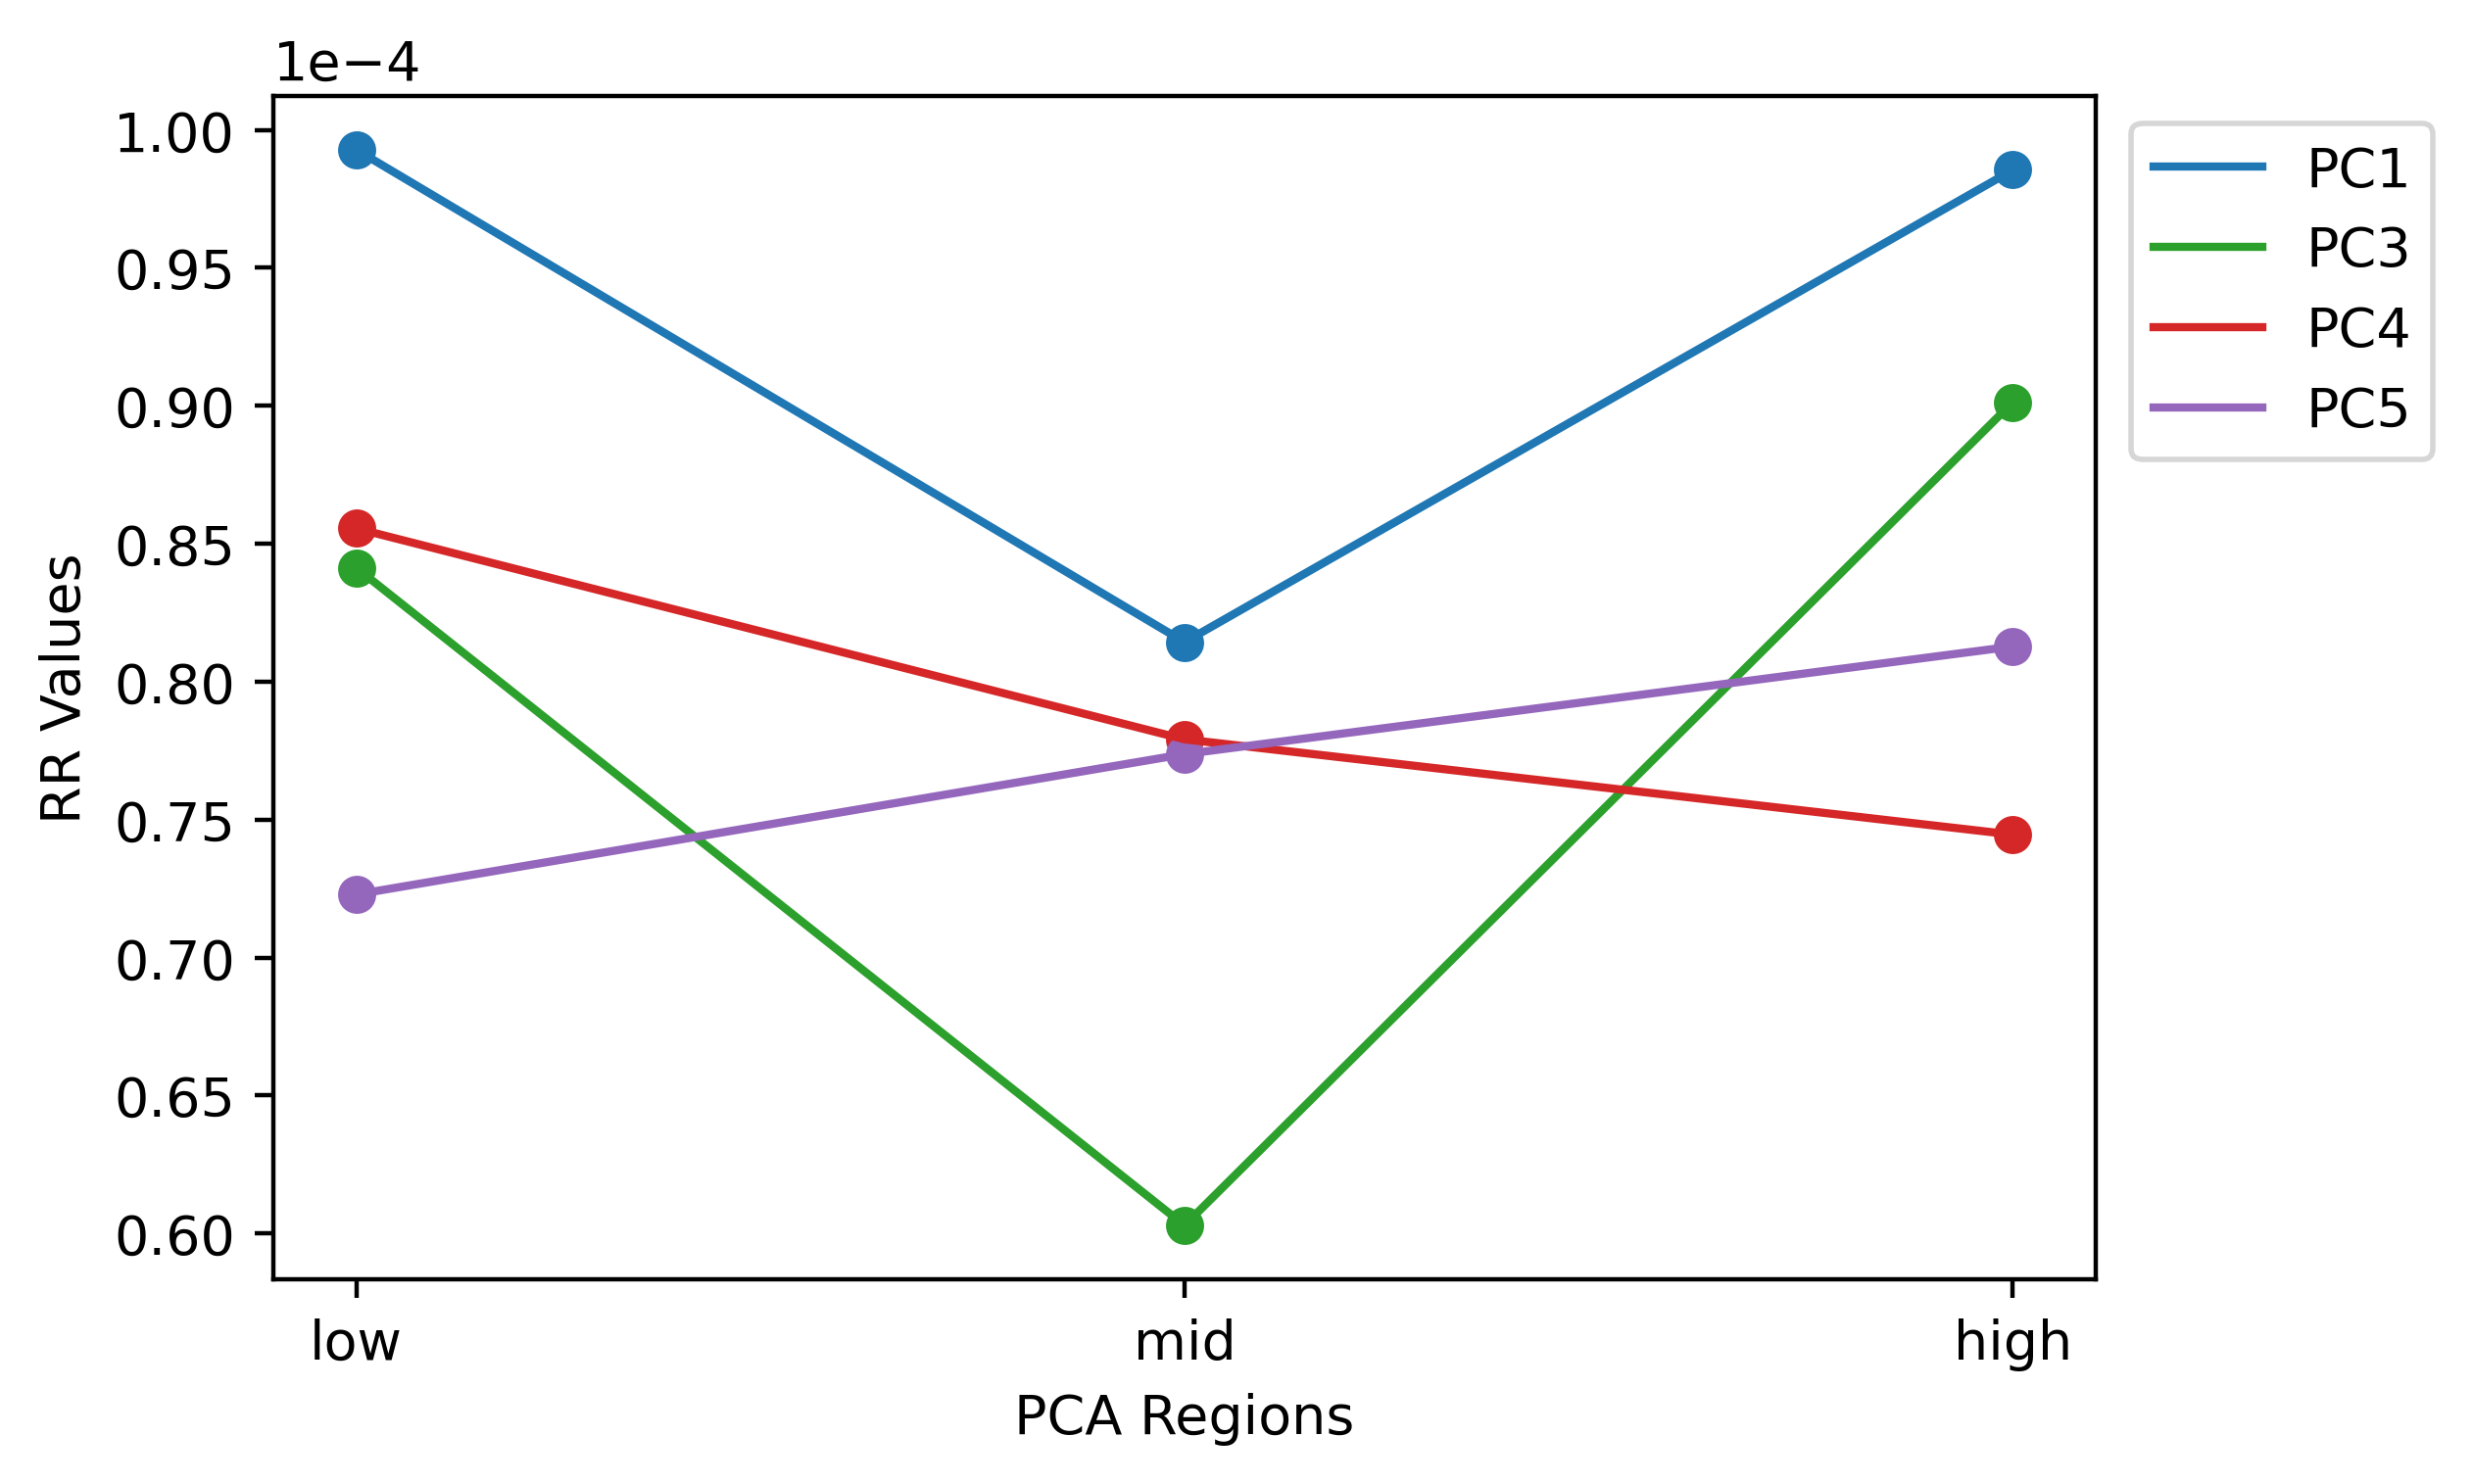 1e−4
1.00
0.95
0.90
0.85
0.80
0.75
0.70
0.65
0.60
RR Values
low
mid
high
PCA Regions
PC1
PC3
PC4
PC5